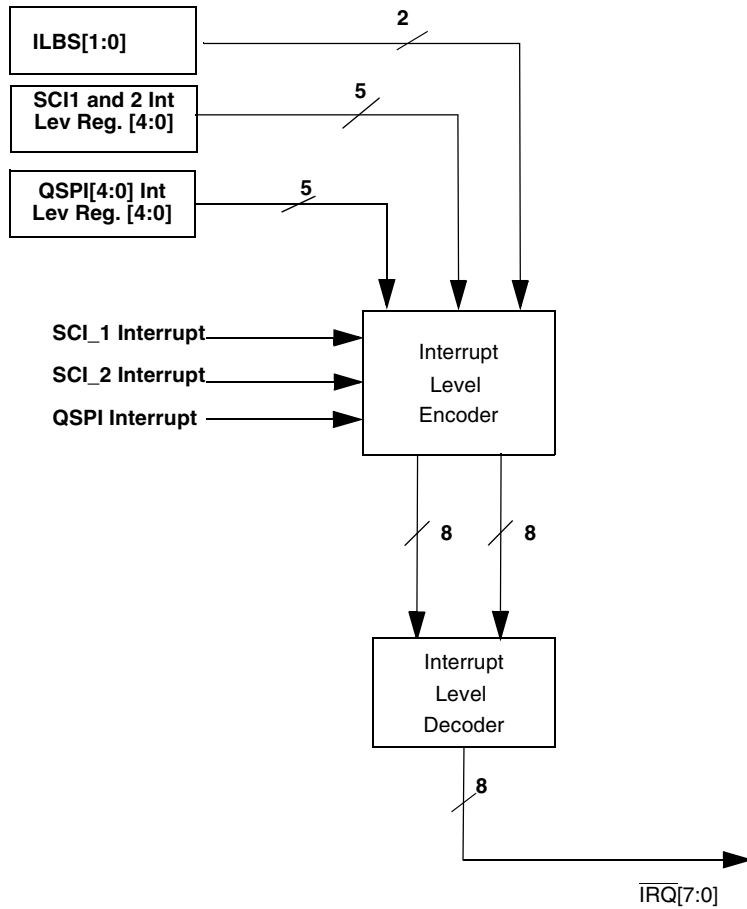 2
ILBS[1:0]
5
SCI1 and 2 Int
Lev Reg. [4:0]
5
QSPI[4:0] Int
Lev Reg. [4:0]
SCI_1 Interrupt
SCI_2 Interrupt
QSPI Interrupt
Interrupt
Level
Encoder
8
8
Interrupt
Level
Decoder
8
I̅R̅Q̅[7:0]